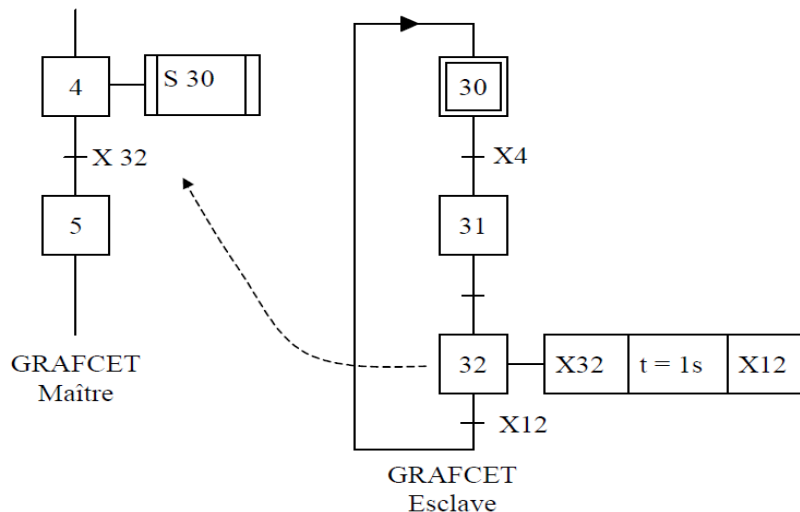 4
S 30
X 32
5
GRAFCET
Maître
30
X4
31
32
X32
t = 1s
X12
X12
GRAFCET
Esclave